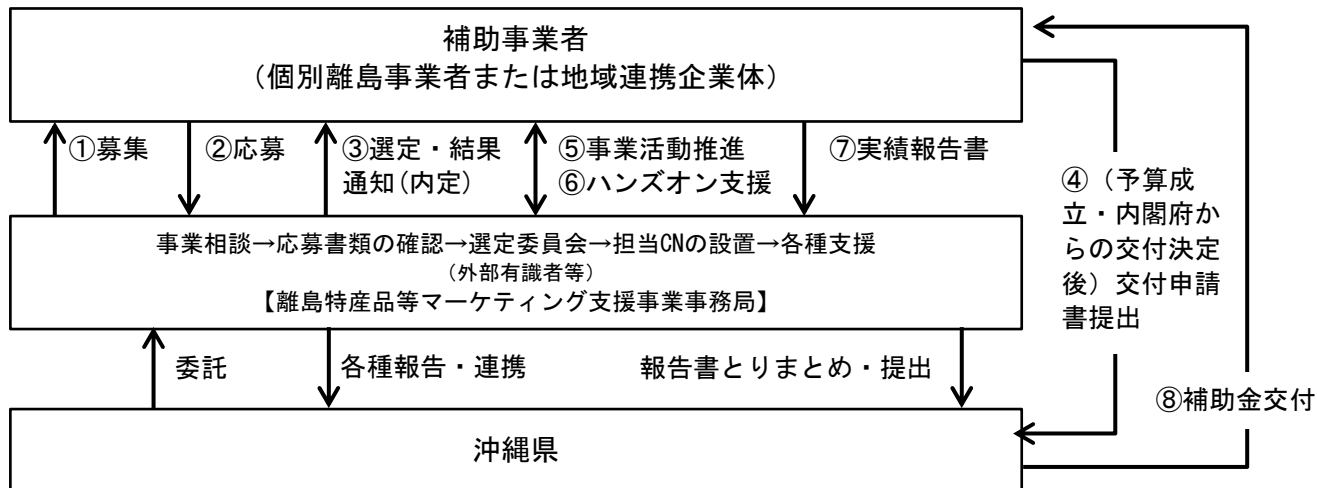 補助事業者
（個別離島事業者または地域連携企業体）
①募集
②応募
③選定・結果
通知(内定)
⑤事業活動推進
⑥ハンズオン支援
⑦実績報告書
④（予算成
立・内閣府か
らの交付決定
後）交付申請
書提出
事業相談→応募書類の確認→選定委員会→担当CNの設置→各種支援
（外部有識者等）
【離島特産品等マーケティング支援事業事務局】
委託
各種報告・連携
報告書とりまとめ・提出
⑧補助金交付
沖縄県